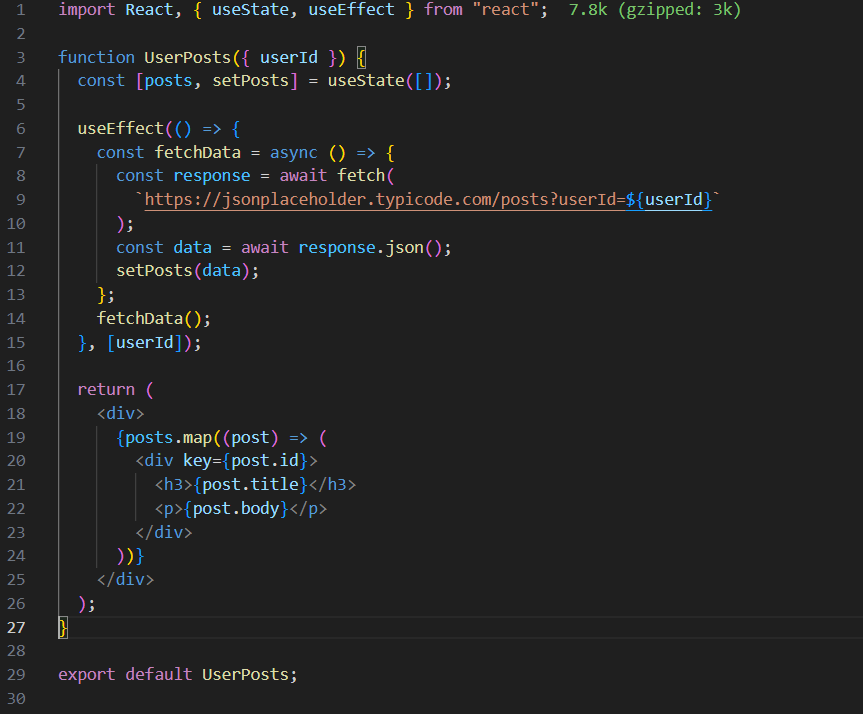 1 import React, { useState, useEffect } from "react"; 7.8k (gzipped: 3k)
2
3 function UserPosts({ userId }) {
4   const [posts, setPosts] = useState([]);
5
6   useEffect(() => {
7     const fetchData = async () => {
8       const response = await fetch(
9         `https://jsonplaceholder.typicode.com/posts?userId=${userId}`
10       );
11       const data = await response.json();
12       setPosts(data);
13     };
14     fetchData();
15   }, [userId]);
16
17   return (
18     <div>
19       {posts.map((post) => (
20         <div key={post.id}>
21           <h3>{post.title}</h3>
22           <p>{post.body}</p>
23         </div>
24       ))}
25     </div>
26   );
27 }
28
29 export default UserPosts;
30